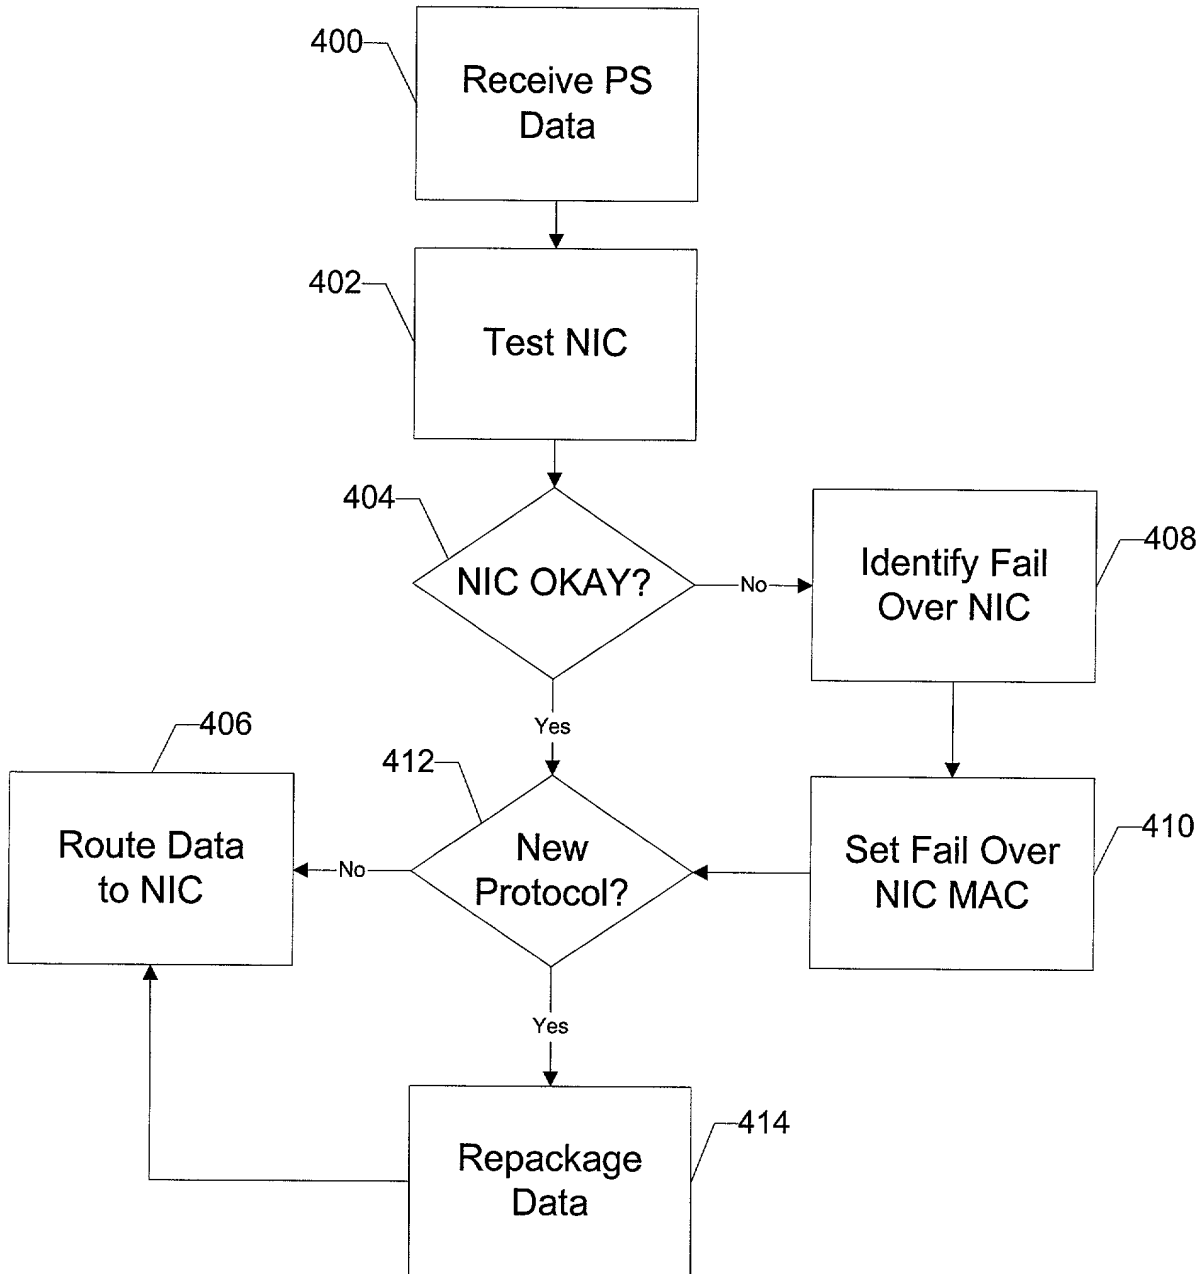 400
Receive PS
Data
402
Test NIC
404
NIC OKAY?
No
408
Identify Fail
Over NIC
Yes
406
Route Data
to NIC
412
New
Protocol?
No
410
Set Fail Over
NIC MAC
Yes
414
Repackage
Data